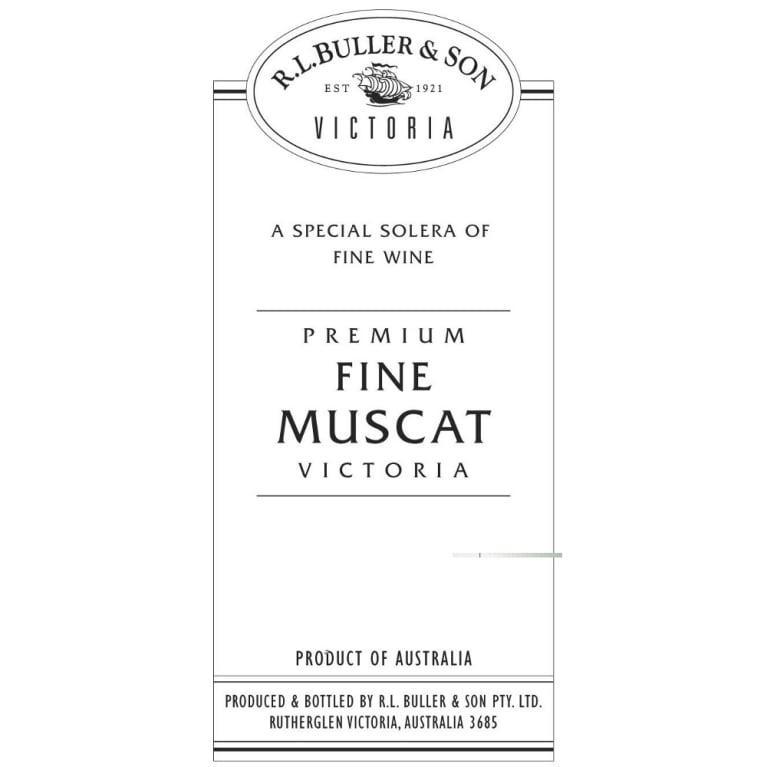 R.L. BULLER & SON
EST 1921
VICTORIA
A SPECIAL SOLERA OF
FINE WINE
PREMIUM
FINE
MUSCAT
VICTORIA
PRODUCT OF AUSTRALIA
PRODUCED & BOTTLED BY R.L. BULLER & SON PTY. LTD.
RUTHERGLEN VICTORIA, AUSTRALIA 3685